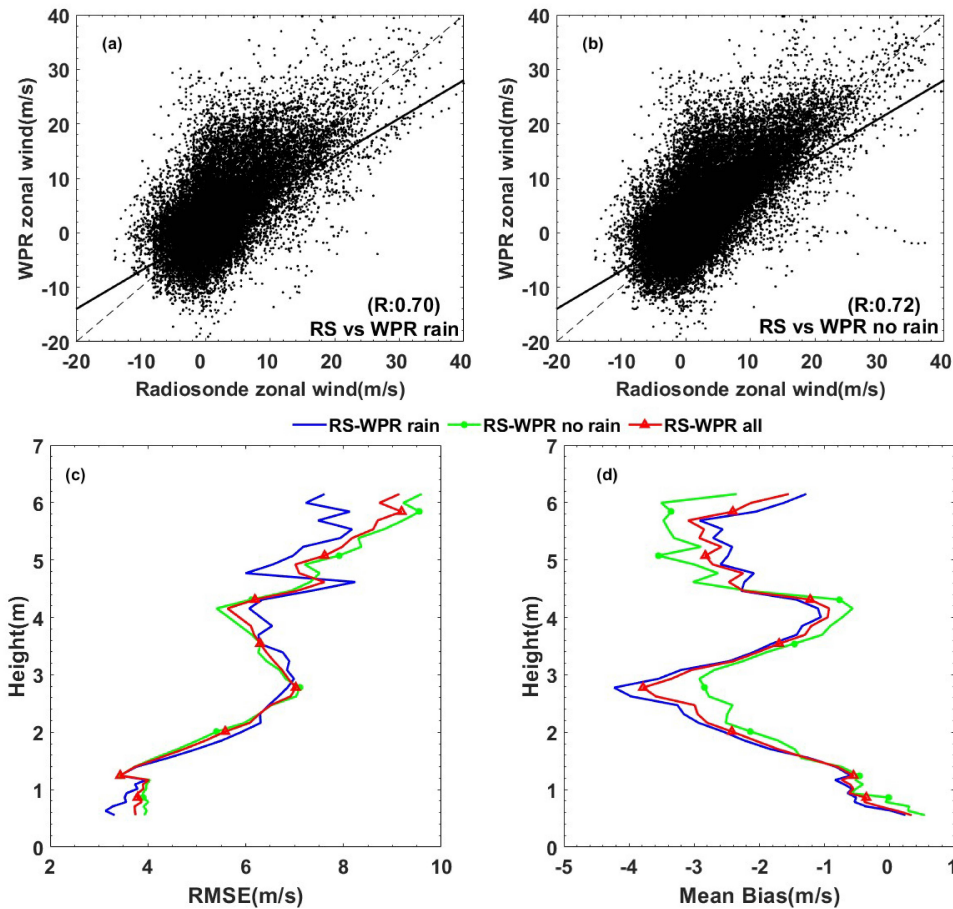 (a)
40
30
20
10
0
-10
-20
WPR zonal wind(m/s)
(R:0.70)
RS vs WPR rain
-20 -10 0 10 20 30 40
Radiosonde zonal wind(m/s)
(b)
40
30
20
10
0
-10
-20
WPR zonal wind(m/s)
(R:0.72)
RS vs WPR no rain
-20 -10 0 10 20 30 40
Radiosonde zonal wind(m/s)
RS-WPR rain RS-WPR no rain RS-WPR all
(c)
7
6
5
4
3
2
1
0
Height(m)
2 4 6 8 10
RMSE(m/s)
(d)
7
6
5
4
3
2
1
0
Height(m)
-5 -4 -3 -2 -1 0 1
Mean Bias(m/s)